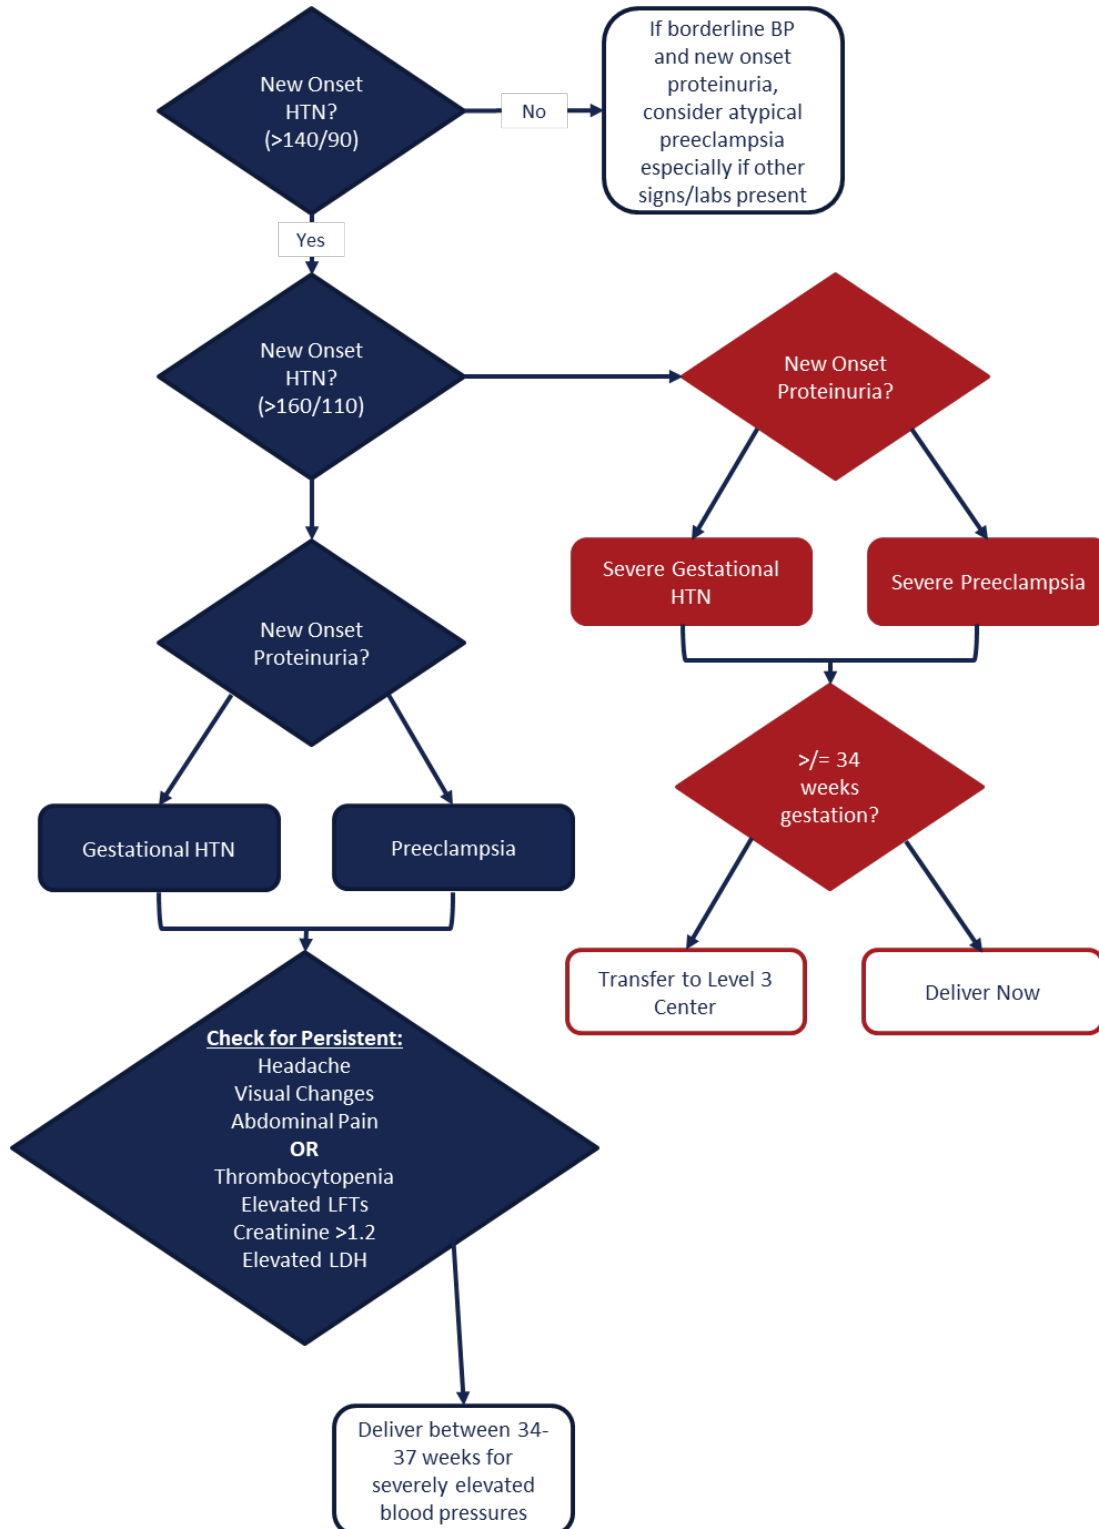 New Onset
HTN?
(>140/90)
No
If borderline BP
and new onset
proteinuria,
consider atypical
preeclampsia
especially if other
signs/labs present
Yes
New Onset
HTN?
(>160/110)
New Onset
Proteinuria?
Severe Gestational
HTN
Severe Preeclampsia
New Onset
Proteinuria?
>/= 34
weeks
gestation?
Gestational HTN
Preeclampsia
Transfer to Level 3
Center
Deliver Now
Check for Persistent:
Headache
Visual Changes
Abdominal Pain
OR
Thrombocytopenia
Elevated LFTs
Creatinine >1.2
Elevated LDH
Deliver between 34-
37 weeks for
severely elevated
blood pressures